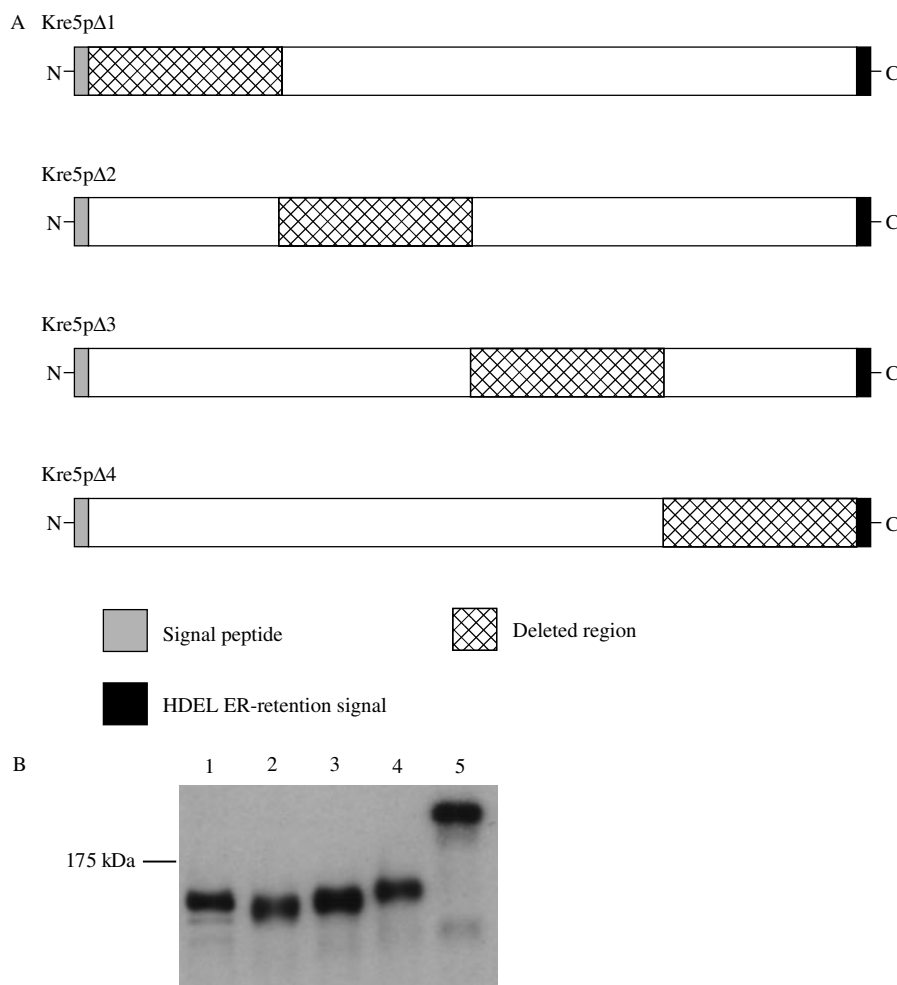 A Kre5pΔ1
N C
Kre5pΔ2
N C
Kre5pΔ3
N C
Kre5pΔ4
N C
Signal peptide Deleted region
HDEL ER-retention signal
B 1 2 3 4 5
175 kDa